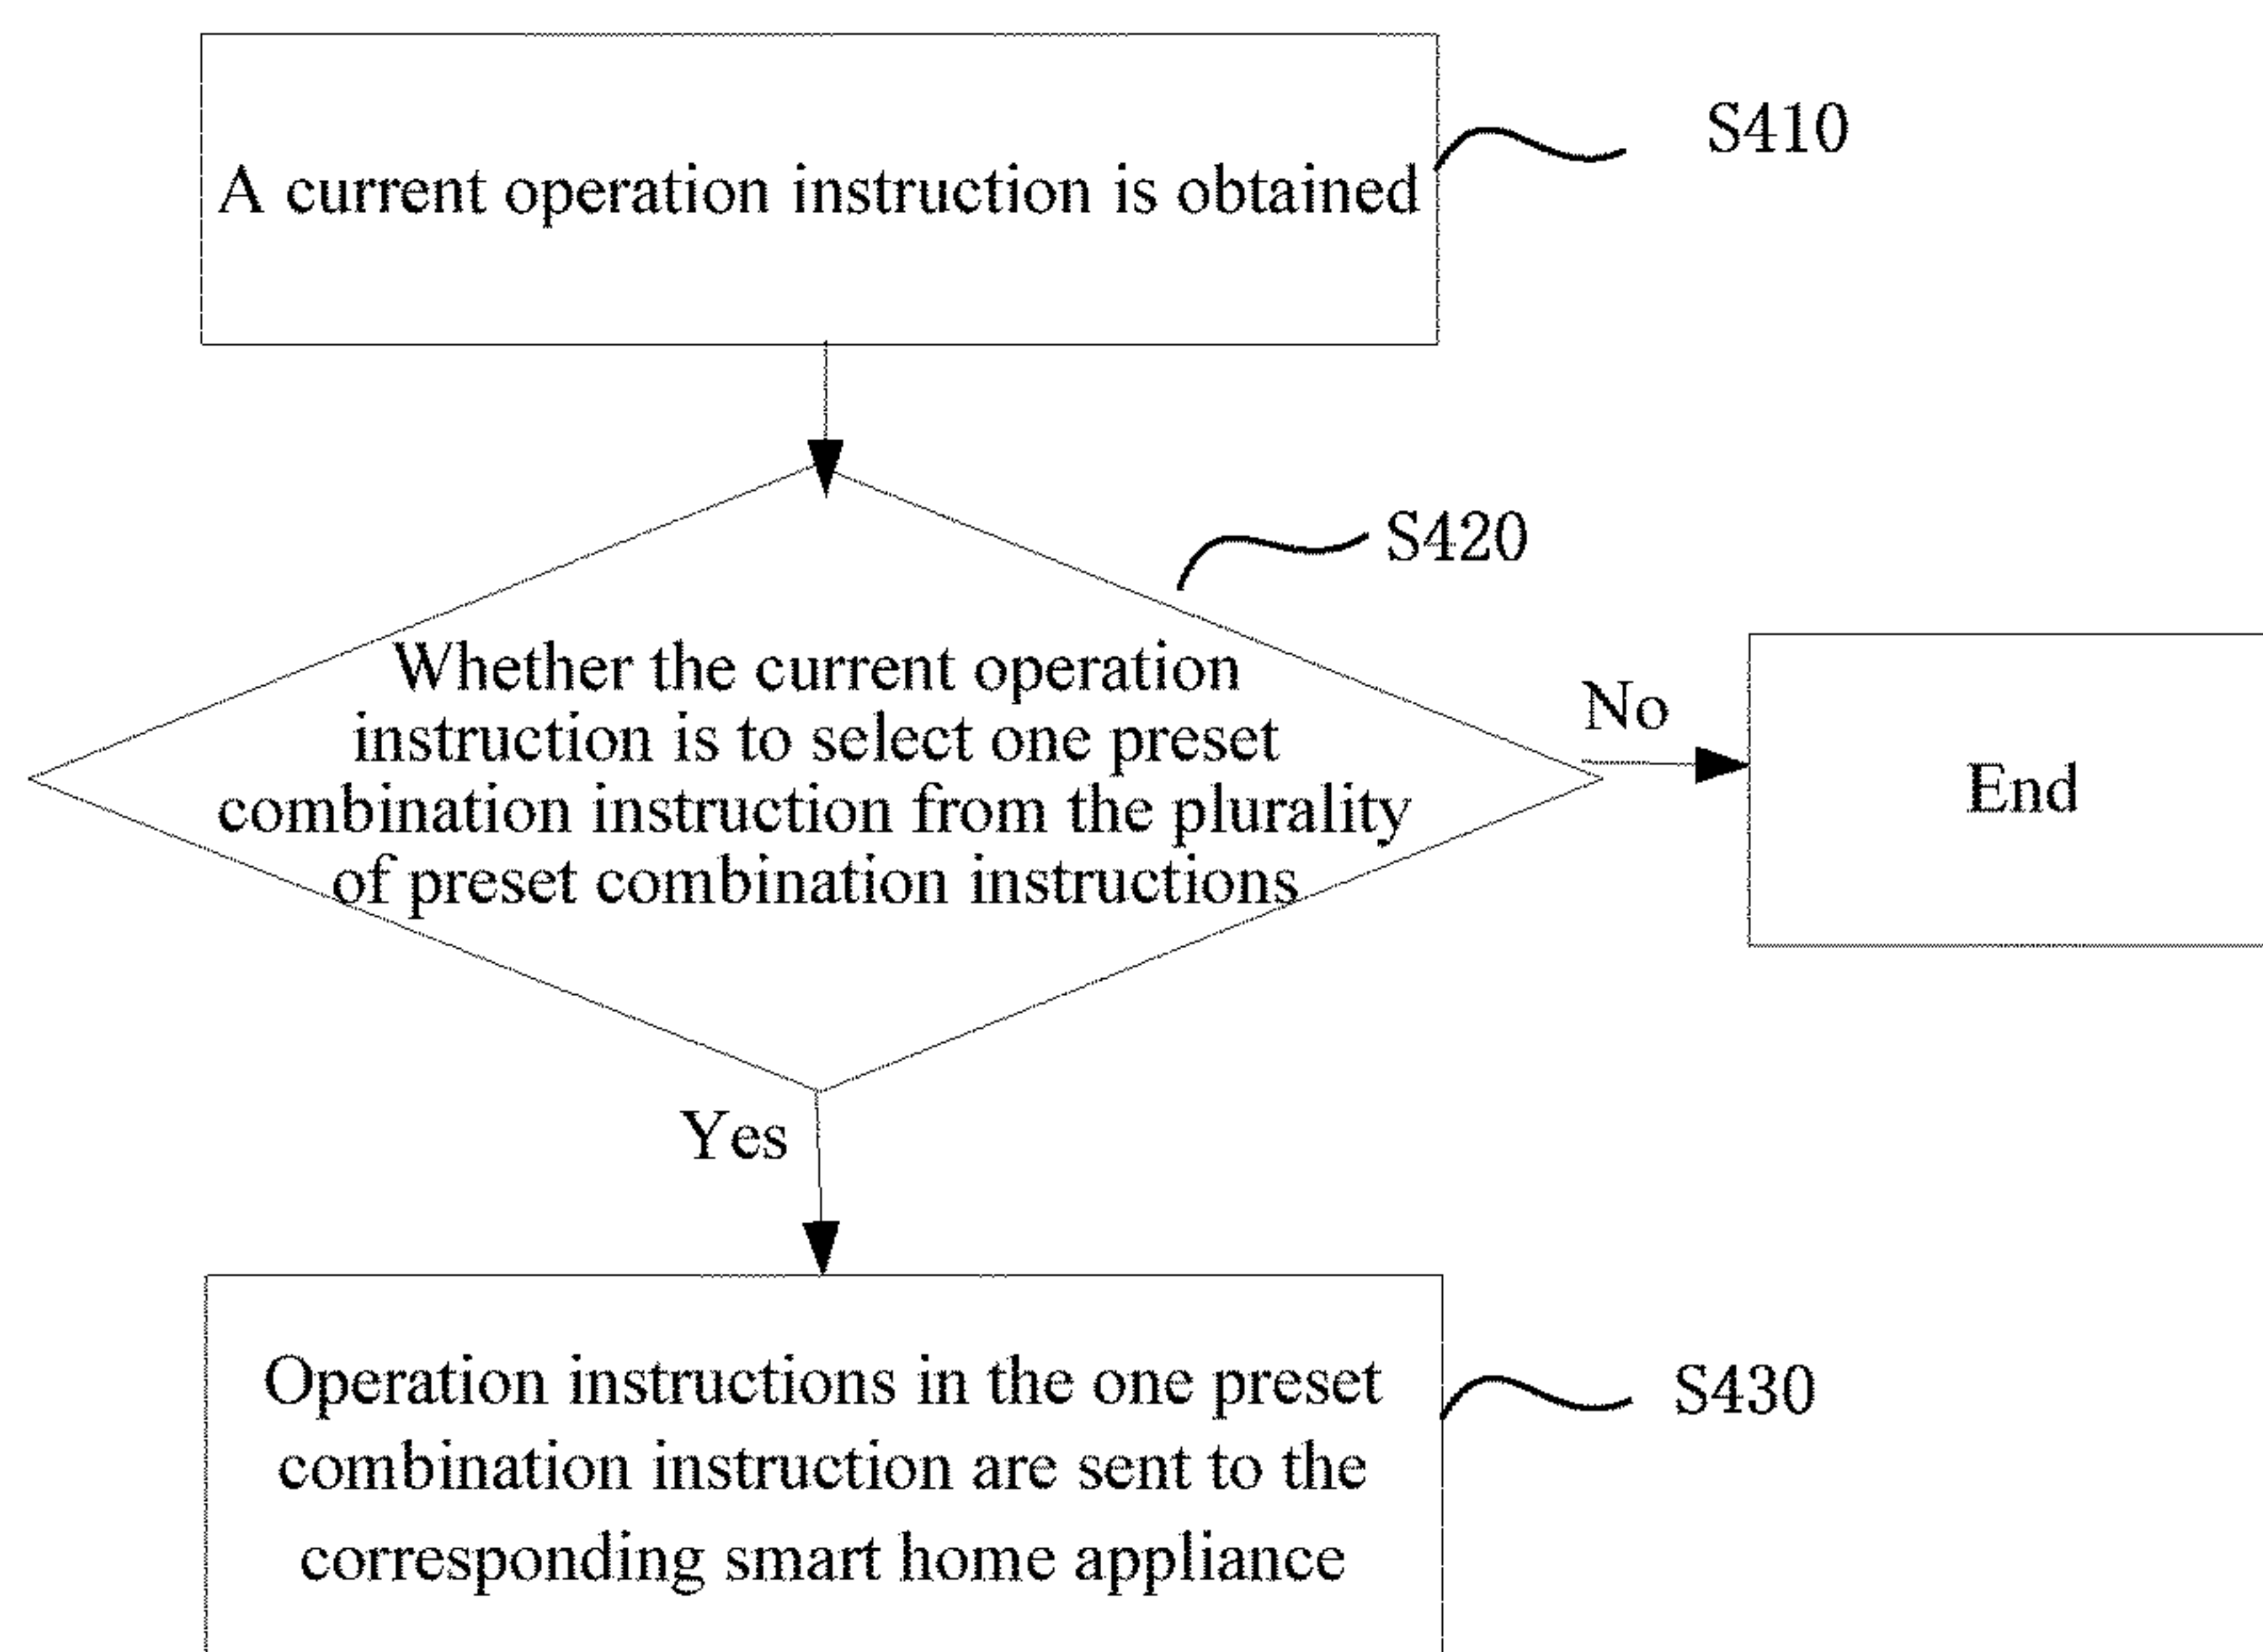 A current operation instruction is obtained
S410
S420
Whether the current operation
instruction is to select one preset
combination instruction from the plurality
of preset combination instructions
No
End
Yes
Operation instructions in the one preset
combination instruction are sent to the
corresponding smart home appliance
S430